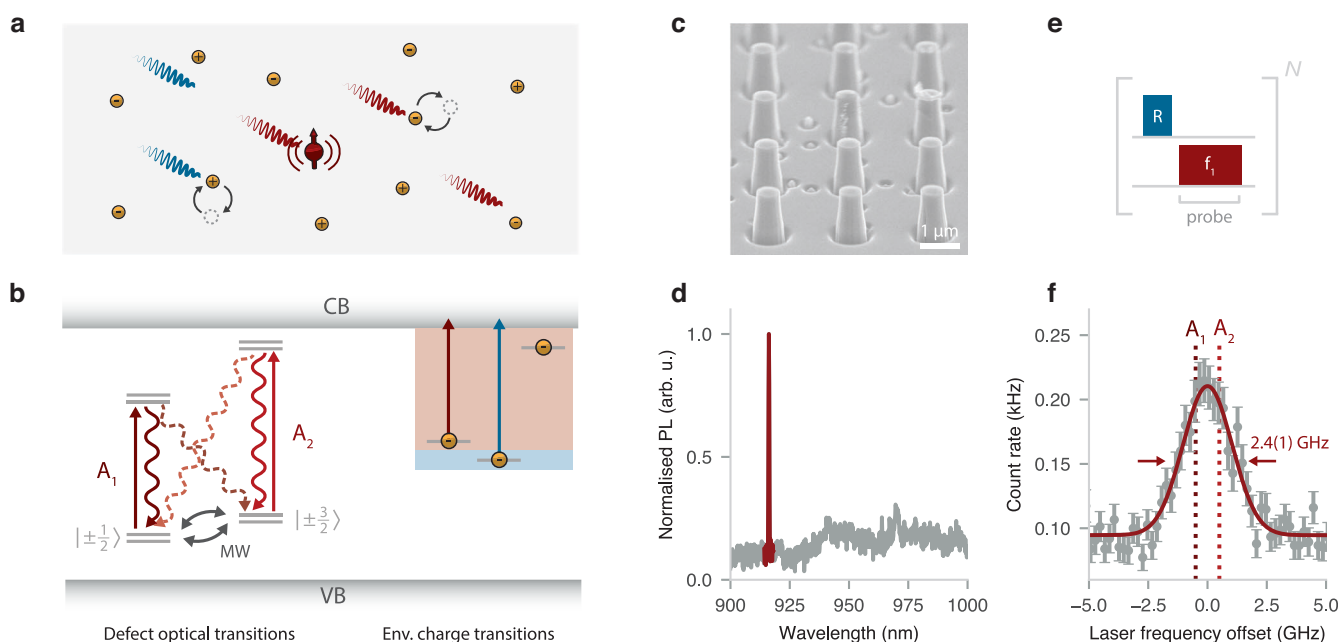 a
+
-
-
+
-
-
+
+
-
+
-
b
CB
A₁
A₂
|±1/2⟩
|±3/2⟩
MW
-
-
-
VB
Defect optical transitions
Env. charge transitions
c
1 μm
d
Normalised PL (arb. u.)
1.0
0.5
0.0
900
925
950
975
1000
Wavelength (nm)
e
N
R
f₁
probe
f
A₁
A₂
Count rate (kHz)
0.25
0.20
0.15
0.10
2.4(1) GHz
−5.0
−2.5
0.0
2.5
5.0
Laser frequency offset (GHz)